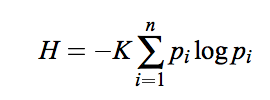 H = −K ∑_{i=1}^{n} p_i log p_i